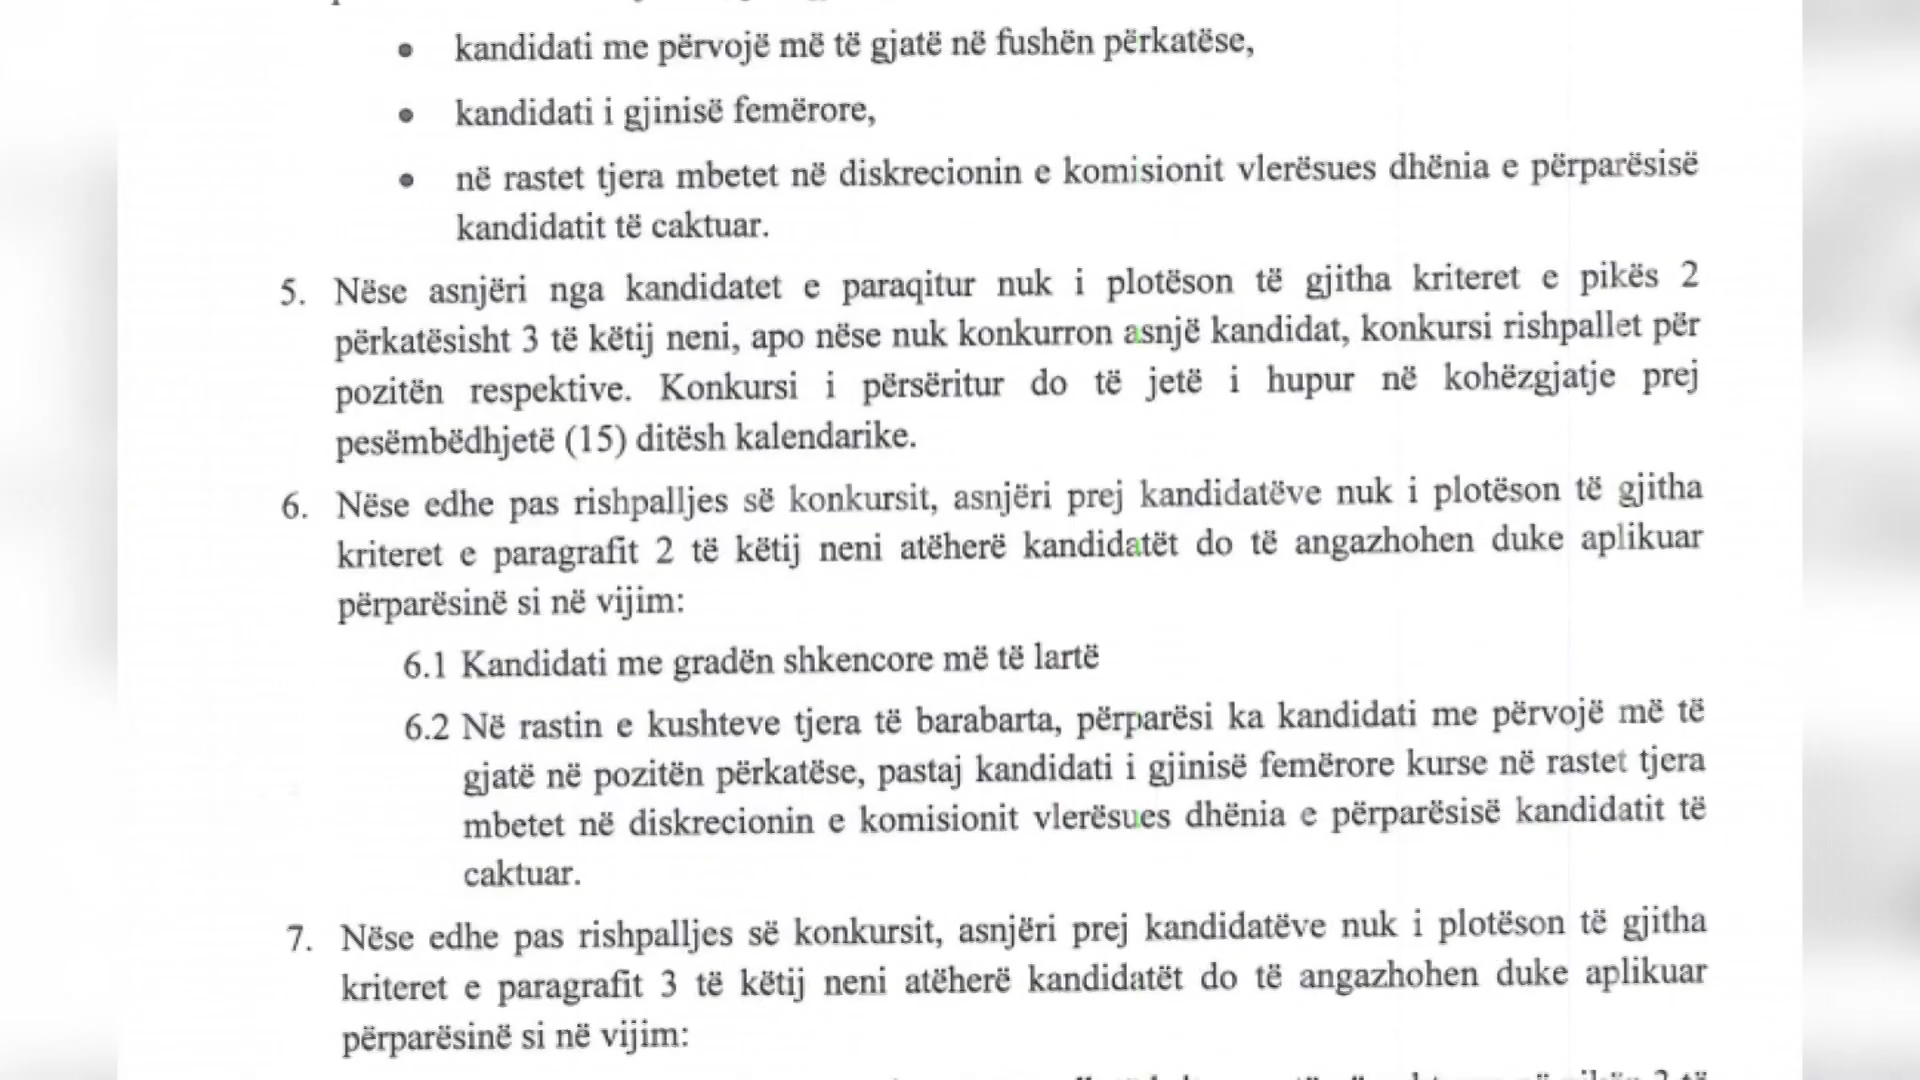 • kandidati me përvojë më të gjatë në fushën përkatëse,
• kandidati i gjinisë femërore,
• në rastet tjera mbetet në diskrecionin e komisionit vlerësues dhënia e përparësisë
kandidatit të caktuar.
5. Nëse asnjëri nga kandidatet e paraqitur nuk i plotëson të gjitha kriteret e pikës 2
përkatësisht 3 të këtij neni, apo nëse nuk konkurron asnjë kandidat, konkursi rishpallet për
pozitën respektive. Konkursi i përsëritur do të jetë i hupur në kohëzgjatje prej
pesëmbëdhjetë (15) ditësh kalendarike.
6. Nëse edhe pas rishpalljes së konkursit, asnjëri prej kandidatëve nuk i plotëson të gjitha
kriteret e paragrafit 2 të këtij neni atëherë kandidatët do të angazhohen duke aplikuar
përparësinë si në vijim:
6.1 Kandidati me gradën shkencore më të lartë
6.2 Në rastin e kushteve tjera të barabarta, përparësi ka kandidati me përvojë më të
gjatë në pozitën përkatëse, pastaj kandidati i gjinisë femërore kurse në rastet tjera
mbetet në diskrecionin e komisionit vlerësues dhënia e përparësisë kandidatit të
caktuar.
7. Nëse edhe pas rishpalljes së konkursit, asnjëri prej kandidatëve nuk i plotëson të gjitha
kriteret e paragrafit 3 të këtij neni atëherë kandidatët do të angazhohen duke aplikuar
përparësinë si në vijim: